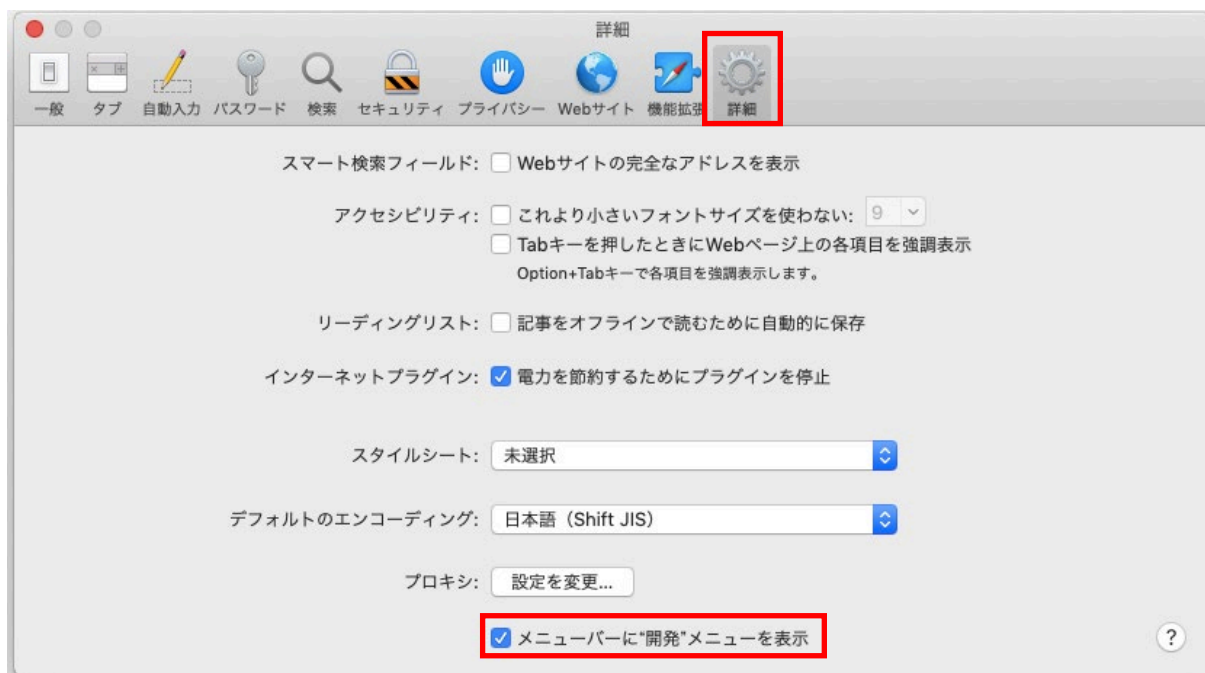 詳細
一般 タブ 自動入力 パスワード 検索 セキュリティ プライバシー Webサイト 機能拡張 詳細
スマート検索フィールド: Webサイトの完全なアドレスを表示
アクセシビリティ: これより小さいフォントサイズを使わない: 9
Tabキーを押したときにWebページ上の各項目を強調表示
Option+Tabキーで各項目を強調表示します。
リーディングリスト: 記事をオフラインで読むために自動的に保存
インターネットプラグイン: 電力を節約するためにプラグインを停止
スタイルシート: 未選択
デフォルトのエンコーディング: 日本語（Shift JIS）
プロキシ: 設定を変更...
メニューバーに“開発”メニューを表示 ?